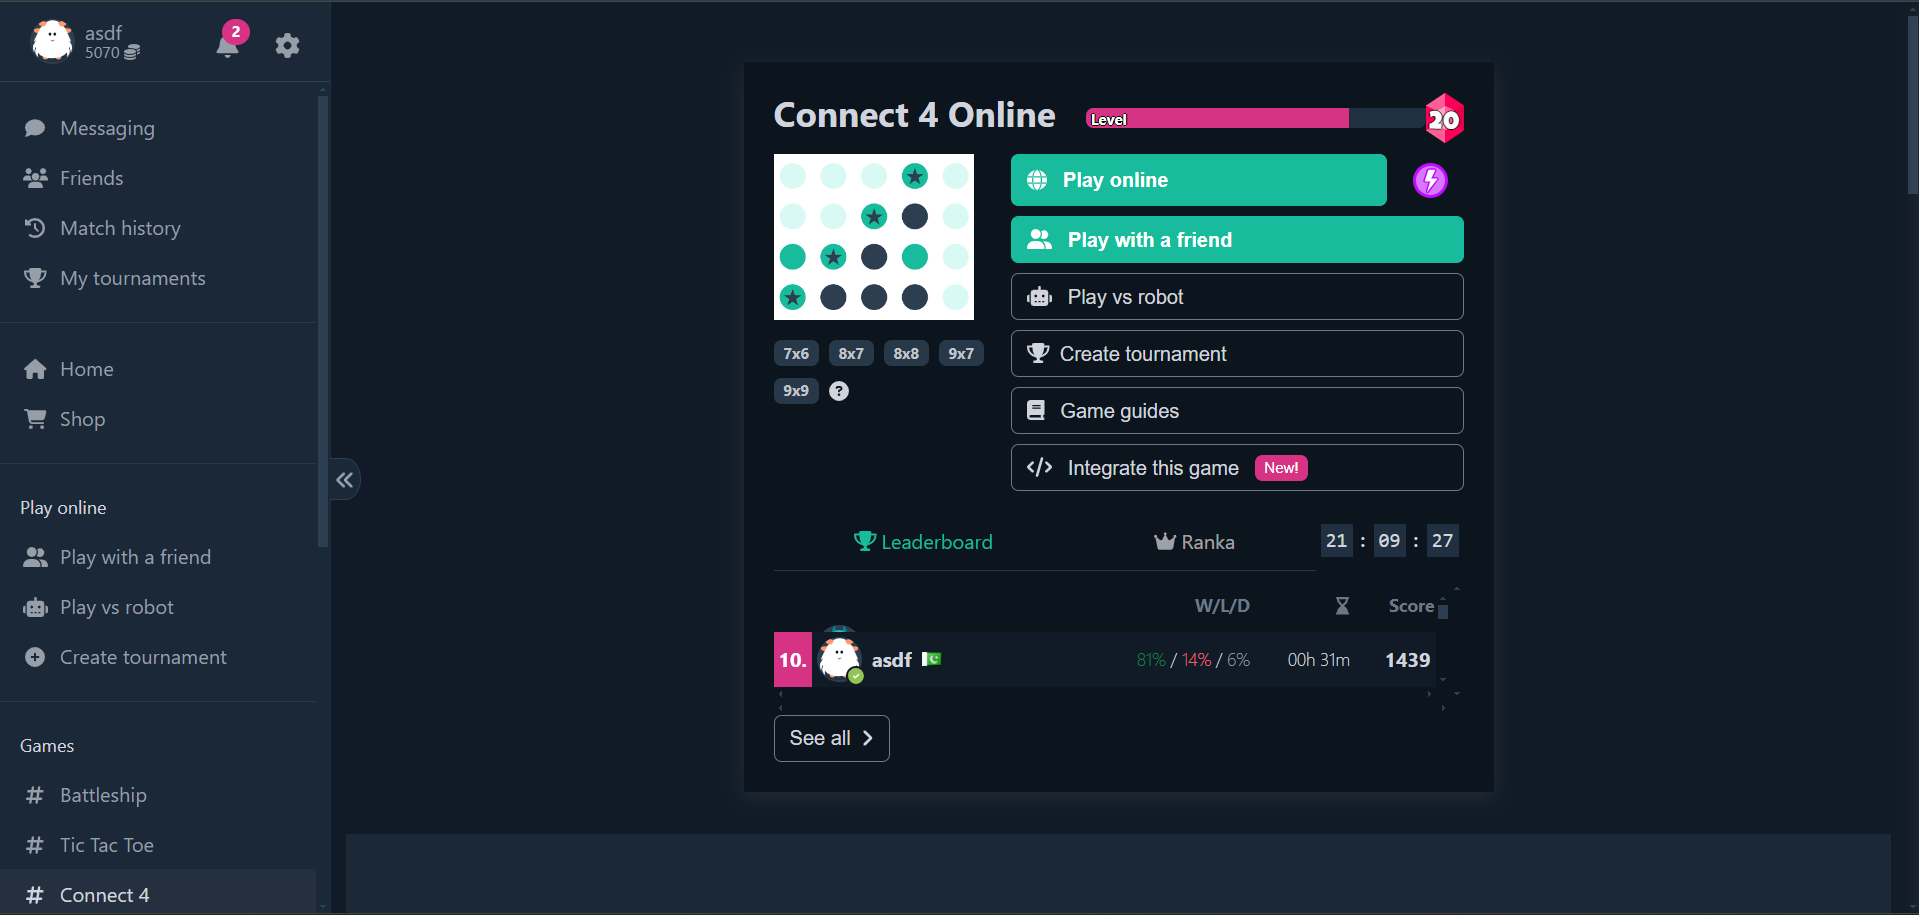 asdf
5070
2
Messaging
Friends
Match history
My tournaments
Home
Shop
Play online
Play with a friend
Play vs robot
Create tournament
Games
# Battleship
# Tic Tac Toe
# Connect 4
Connect 4 Online
Level
20
Play online
Play with a friend
Play vs robot
Create tournament
Game guides
Integrate this game New!
7x6 8x7 8x8 9x7
9x9 ?
Leaderboard
Ranka
21 : 09 : 27
W/L/D Score
10. asdf 81% / 14% / 6% 00h 31m 1439
See all